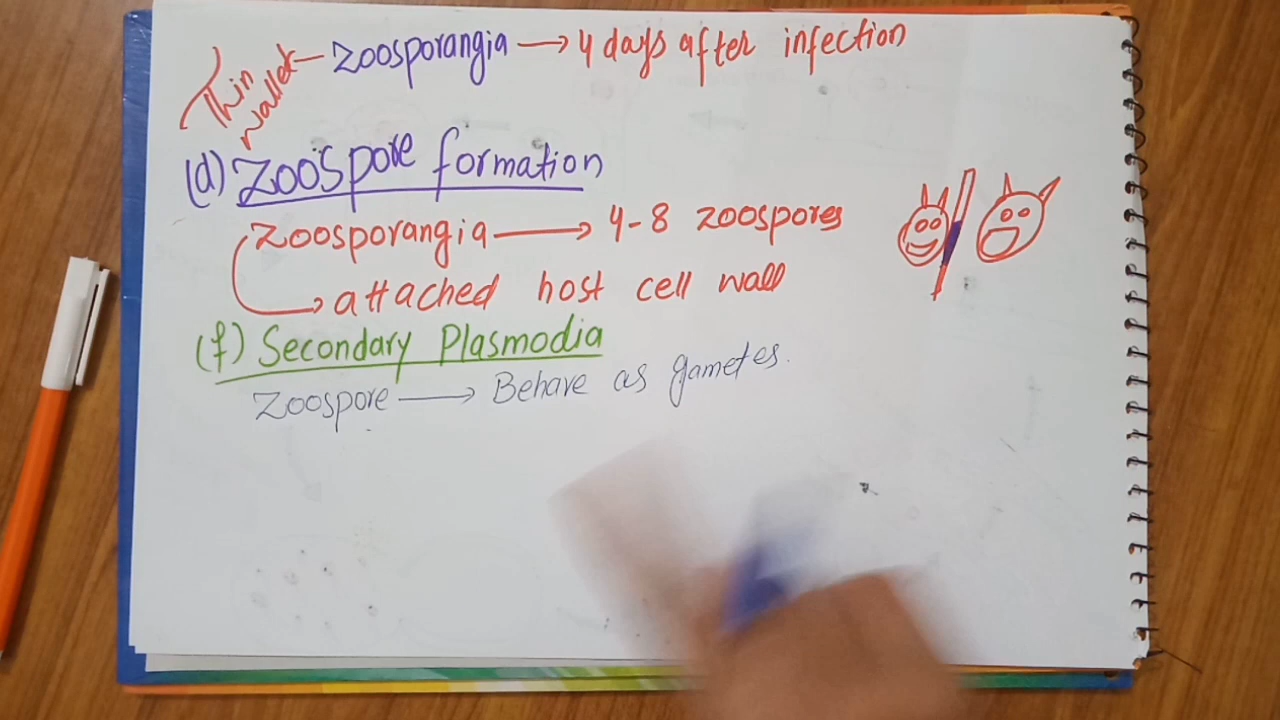 Thin walled - Zoosporangia → 4 days after infection
(d) Zoospore formation
Zoosporangia → 4-8 zoospores
→ attached host cell wall
(f) Secondary Plasmodia
Zoospore → Behave as gametes.